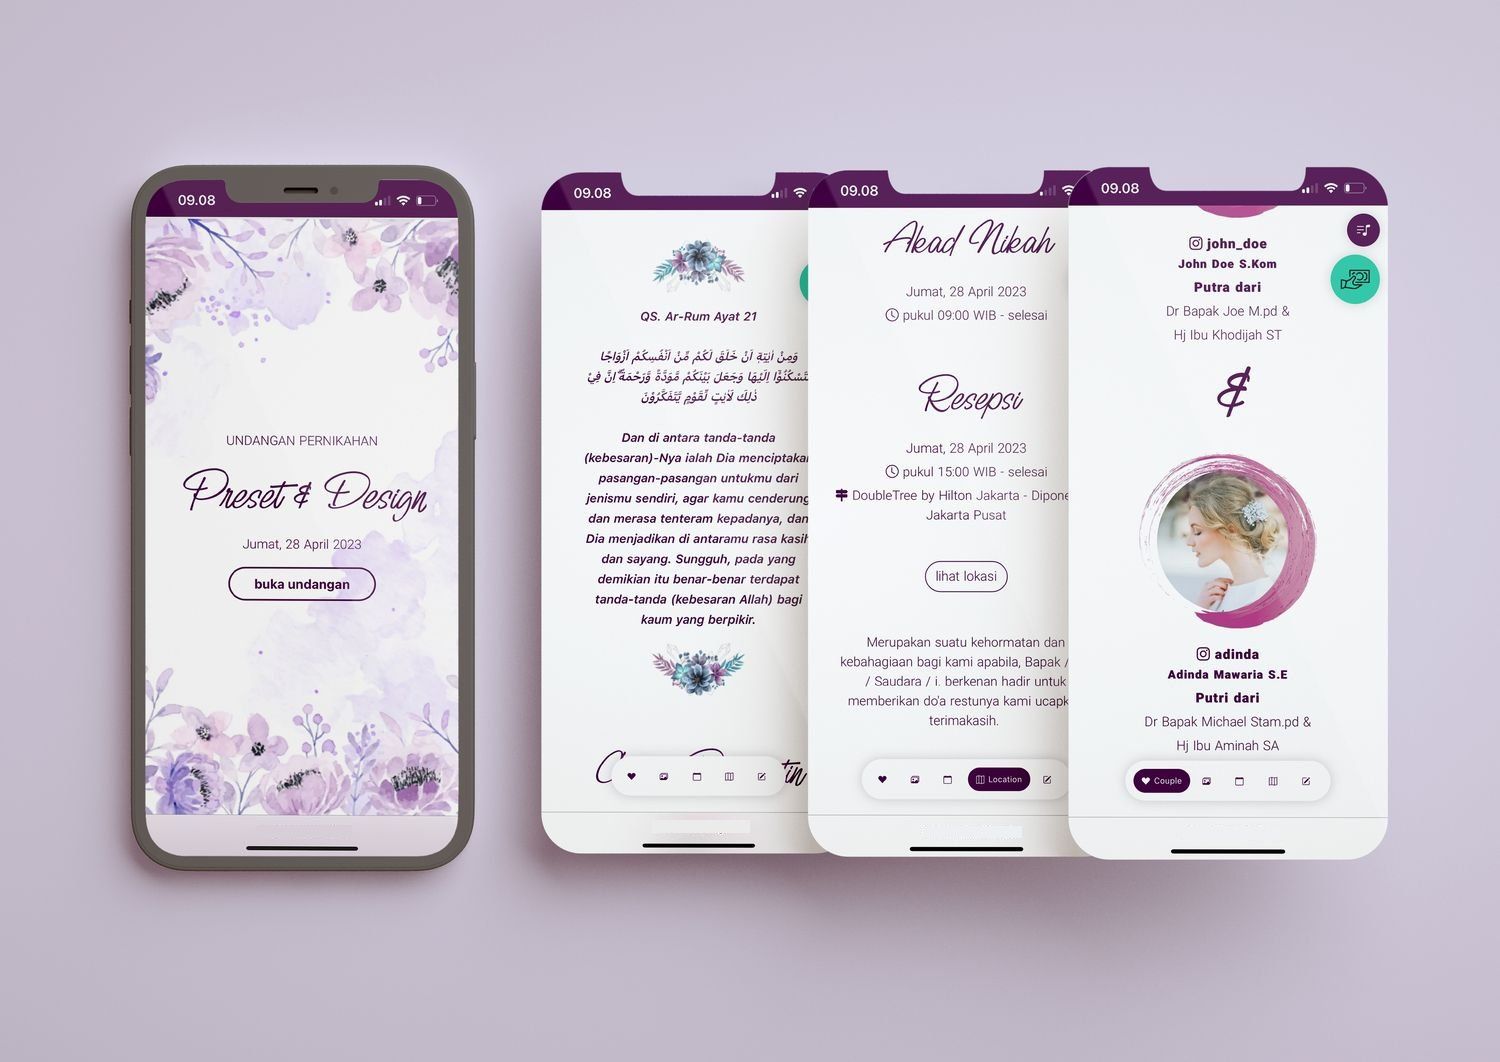 09.08
UNDANGAN PERNIKAHAN
Preset & Design
Jumat, 28 April 2023
buka undangan
09.08
QS. Ar-Rum Ayat 21
وَمِنْ اٰيٰتِهٖٓ اَنْ خَلَقَ لَكُمْ مِّنْ اَنْفُسِكُمْ اَزْوَاجًا
لِّتَسْكُنُوْٓا اِلَيْهَا وَجَعَلَ بَيْنَكُمْ مَّوَدَّةً وَّرَحْمَةً ۗاِنَّ فِيْ
ذٰلِكَ لَاٰيٰتٍ لِّقَوْمٍ يَّتَفَكَّرُوْنَ
Dan di antara tanda-tanda
(kebesaran)-Nya ialah Dia menciptakan
pasangan-pasangan untukmu dari
jenismu sendiri, agar kamu cenderung
dan merasa tenteram kepadanya, dan
Dia menjadikan di antaramu rasa kasih
dan sayang. Sungguh, pada yang
demikian itu benar-benar terdapat
tanda-tanda (kebesaran Allah) bagi
kaum yang berpikir.
09.08
Akad Nikah
Jumat, 28 April 2023
pukul 09:00 WIB - selesai
Resepsi
Jumat, 28 April 2023
pukul 15:00 WIB - selesai
DoubleTree by Hilton Jakarta - Dipone
Jakarta Pusat
lihat lokasi
Merupakan suatu kehormatan dan
kebahagiaan bagi kami apabila, Bapak /
/ Saudara / i. berkenan hadir untuk
memberikan do'a restunya kami ucapk
terimakasih.
Location
09.08
john_doe
John Doe S.Kom
Putra dari
Dr Bapak Joe M.pd &
Hj Ibu Khodijah ST
&
adinda
Adinda Mawaria S.E
Putri dari
Dr Bapak Michael Stam.pd &
Hj Ibu Aminah SA
Couple